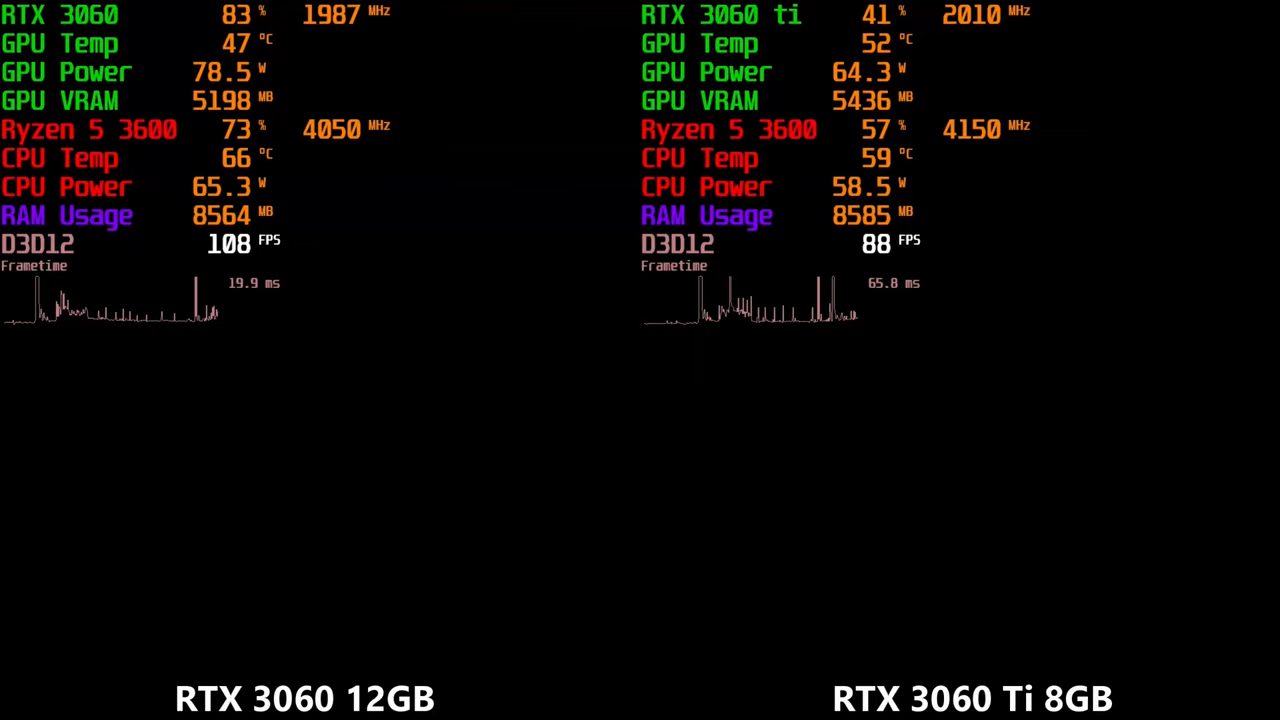 RTX 3060 83 % 1987 MHz
GPU Temp 47 °C
GPU Power 78.5 W
GPU VRAM 5198 MB
Ryzen 5 3600 73 % 4050 MHz
CPU Temp 66 °C
CPU Power 65.3 W
RAM Usage 8564 MB
D3D12 108 FPS
Frametime
19.9 ms
RTX 3060 ti 41 % 2010 MHz
GPU Temp 52 °C
GPU Power 64.3 W
GPU VRAM 5436 MB
Ryzen 5 3600 57 % 4150 MHz
CPU Temp 59 °C
CPU Power 58.5 W
RAM Usage 8585 MB
D3D12 88 FPS
Frametime
65.8 ms
RTX 3060 12GB
RTX 3060 Ti 8GB